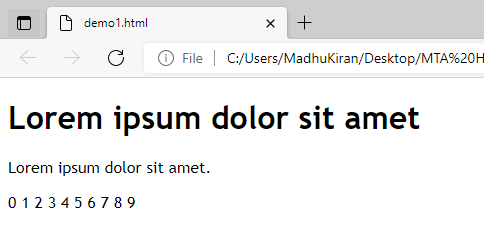 demo1.html
File C:/Users/MadhuKiran/Desktop/MTA%20H
Lorem ipsum dolor sit amet
Lorem ipsum dolor sit amet.
0 1 2 3 4 5 6 7 8 9